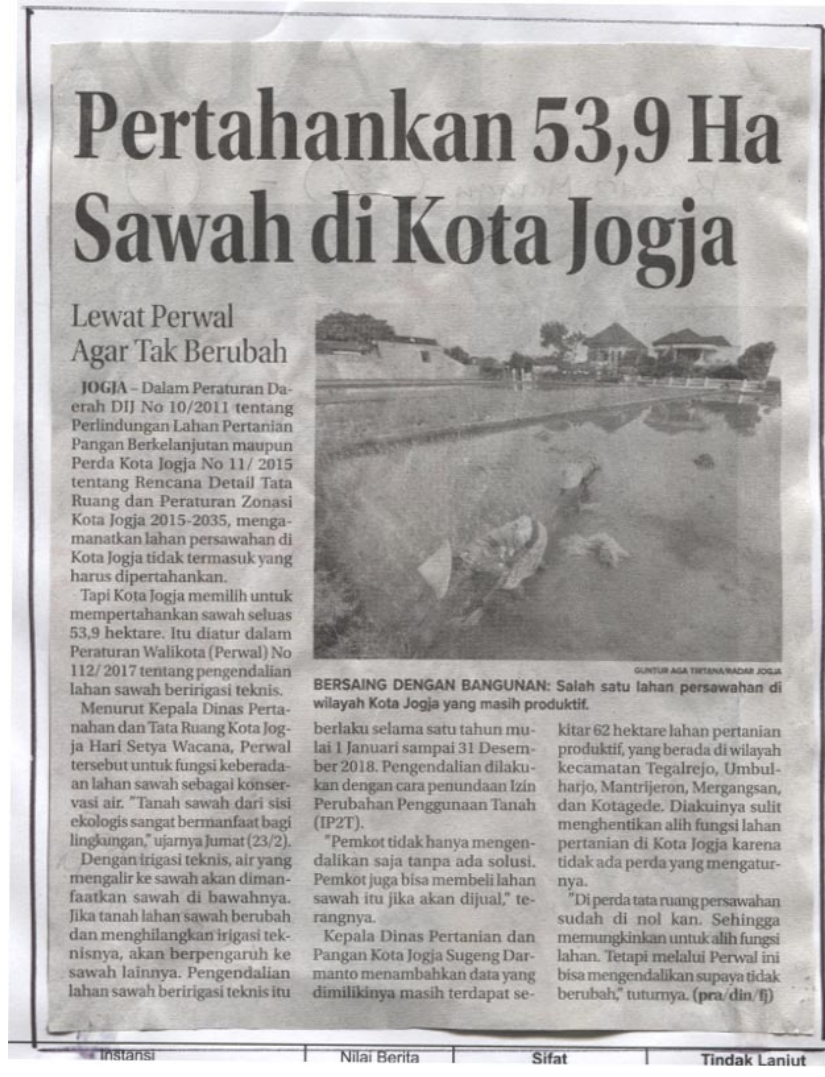 Pertahankan 53,9 Ha
Sawah di Kota Jogja
Lewat Perwal
Agar Tak Berubah
JOGJA – Dalam Peraturan Da-
erah DIJ No 10/2011 tentang
Perlindungan Lahan Pertanian
Pangan Berkelanjutan maupun
Perda Kota Jogja No 11/ 2015
tentang Rencana Detail Tata
Ruang dan Peraturan Zonasi
Kota Jogja 2015-2035, menga-
manatkan lahan persawahan di
Kota Jogja tidak termasuk yang
harus dipertahankan.
Tapi Kota Jogja memilih untuk
mempertahankan sawah seluas
53,9 hektare. Itu diatur dalam
Peraturan Walikota (Perwal) No
112/ 2017 tentang pengendalian
lahan sawah beririgasi teknis.
Menurut Kepala Dinas Perta-
nahan dan Tata Ruang Kota Jog-
ja Hari Setya Wacana, Perwal
tersebut untuk fungsi keberada-
an lahan sawah sebagai konser-
vasi air. "Tanah sawah dari sisi
ekologis sangat bermanfaat bagi
lingkungan," ujarnya Jumat (23/2).
Dengan irigasi teknis, air yang
mengalir ke sawah akan diman-
faatkan sawah di bawahnya.
Jika tanah lahan sawah berubah
dan menghilangkan irigasi tek-
nisnya, akan berpengaruh ke
sawah lainnya. Pengendalian
lahan sawah beririgasi teknis itu
GUNTUR AGA TIRTANA/RADAR JOGJA
BERSAING DENGAN BANGUNAN: Salah satu lahan persawahan di
wilayah Kota Jogja yang masih produktif.
berlaku selama satu tahun mu-
lai 1 Januari sampai 31 Desem-
ber 2018. Pengendalian dilaku-
kan dengan cara penundaan Izin
Perubahan Penggunaan Tanah
(IP2T).
"Pemkot tidak hanya mengen-
dalikan saja tanpa ada solusi.
Pemkot juga bisa membeli lahan
sawah itu jika akan dijual," te-
rangnya.
Kepala Dinas Pertanian dan
Pangan Kota Jogja Sugeng Dar-
manto menambahkan data yang
dimilikinya masih terdapat se-
kitar 62 hektare lahan pertanian
produktif, yang berada di wilayah
kecamatan Tegalrejo, Umbul-
harjo, Mantrijeron, Mergangsan,
dan Kotagede. Diakuinya sulit
menghentikan alih fungsi lahan
pertanian di Kota Jogja karena
tidak ada perda yang mengatur-
nya.
"Di perda tata ruang persawahan
sudah di nol kan. Sehingga
memungkinkan untuk alih fungsi
lahan. Tetapi melalui Perwal ini
bisa mengendalikan supaya tidak
berubah," tuturnya. (pra/din/fj)
Instansi
Nilai Berita
Sifat
Tindak Lanjut